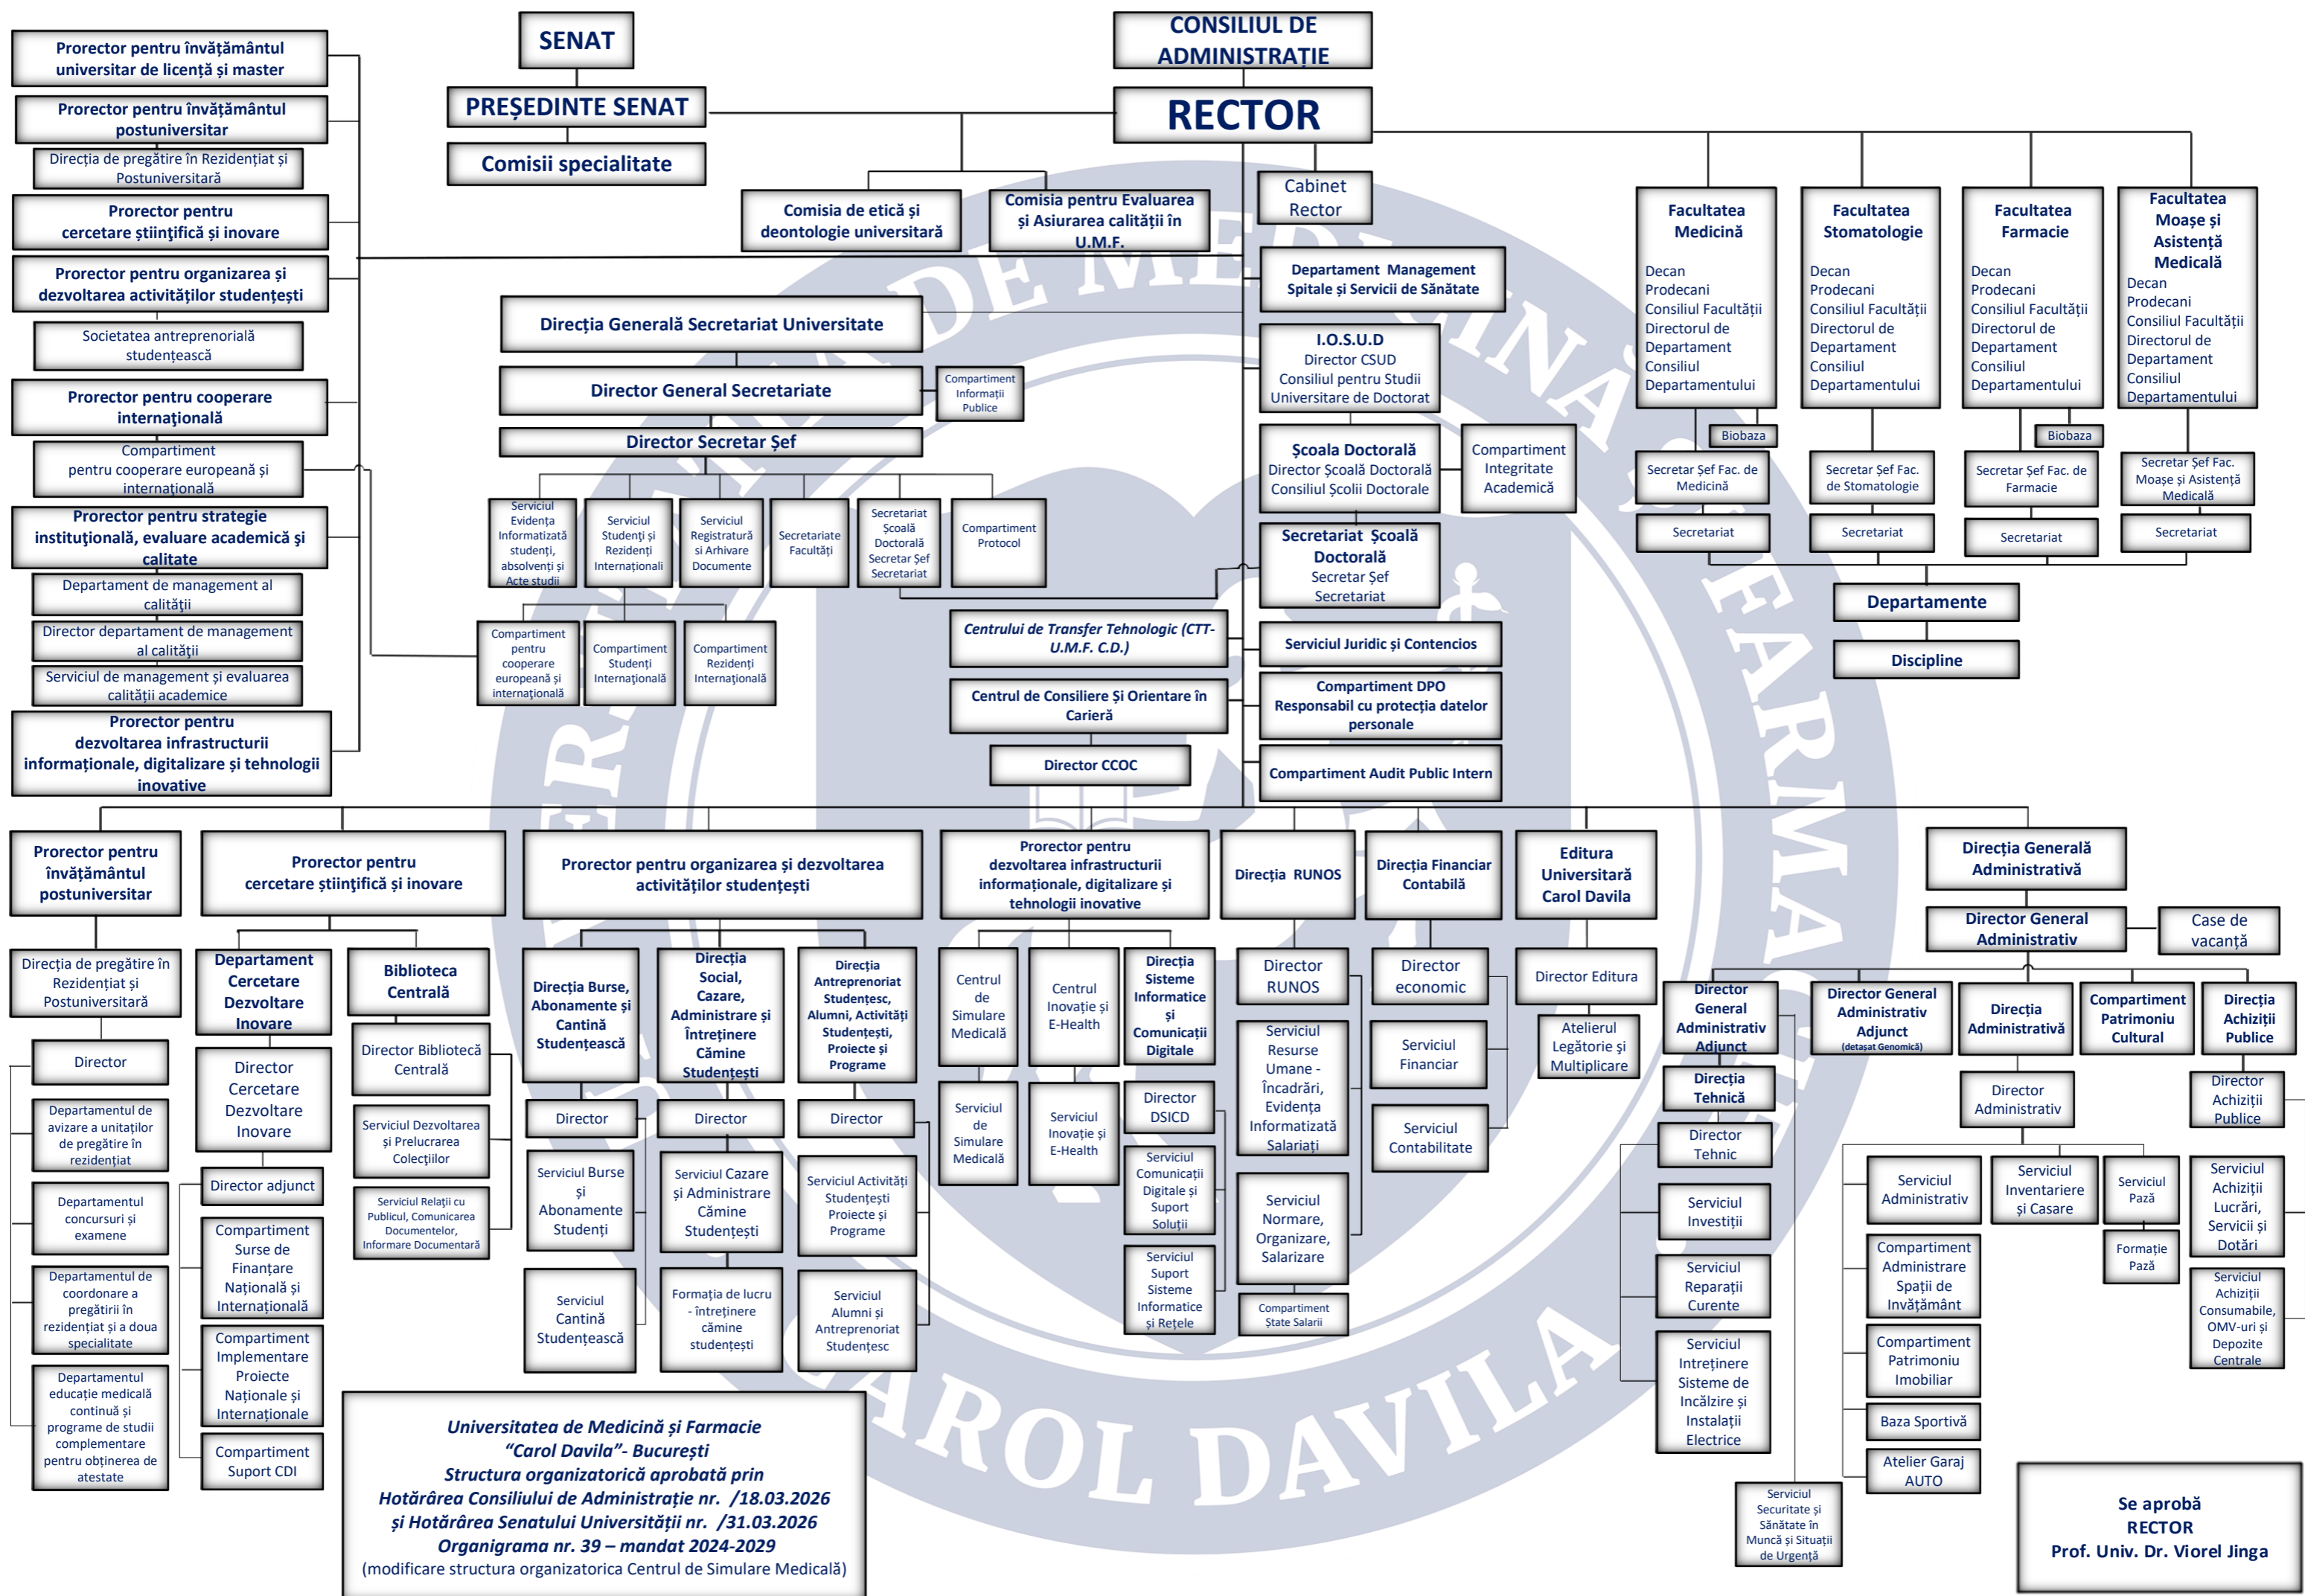 SENAT
CONSILIUL DE
ADMINISTRAȚIE
PREȘEDINTE SENAT
RECTOR
Comisii specialitate
Comisia de etică și
deontologie universitară
Comisia pentru Evaluarea
și Asiurarea calității în
U.M.F.
Cabinet
Rector
Prorector pentru învățământul
universitar de licență și master
Prorector pentru învățământul
postuniversitar
Direcția de pregătire în Rezidențiat și
Postuniversitară
Prorector pentru
cercetare științifică și inovare
Prorector pentru organizarea și
dezvoltarea activităților studențești
Societatea antreprenorială
studențească
Prorector pentru cooperare
internaţională
Compartiment
pentru cooperare europeană și
internaţională
Prorector pentru strategie
instituţională, evaluare academică şi
calitate
Departament de management al
calităţii
Director departament de management
al calităţii
Serviciul de management și evaluarea
calității academice
Prorector pentru
dezvoltarea infrastructurii
informaționale, digitalizare și tehnologii
inovative
Direcția Generală Secretariat Universitate
Director General Secretariate
Compartiment
Informații
Publice
Director Secretar Șef
Serviciul
Evidența
Informatizată
studenți,
absolvenți și
Acte studii
Serviciul
Studenţi și
Rezidenți
Internaționali
Serviciul
Registratură
si Arhivare
Documente
Secretariate
Facultăți
Secretariat
Școală
Doctorală
Secretar Șef
Secretariat
Compartiment
Protocol
Compartiment
pentru
cooperare
europeană și
internaţională
Compartiment
Studenți
Internaţională
Compartiment
Rezidenți
Internaţională
Departament Management
Spitale și Servicii de Sănătate
I.O.S.U.D
Director CSUD
Consiliul pentru Studii
Universitare de Doctorat
Școala Doctorală
Director Școală Doctorală
Consiliul Școlii Doctorale
Compartiment
Integritate
Academică
Secretariat Școală
Doctorală
Secretar Șef
Secretariat
Centrului de Transfer Tehnologic (CTT-
U.M.F. C.D.)
Serviciul Juridic și Contencios
Centrul de Consiliere Și Orientare în
Carieră
Compartiment DPO
Responsabil cu protecția datelor
personale
Director CCOC
Compartiment Audit Public Intern
Facultatea
Medicină
Decan
Prodecani
Consiliul Facultății
Directorul de
Departament
Consiliul
Departamentului
Facultatea
Stomatologie
Decan
Prodecani
Consiliul Facultății
Directorul de
Departament
Consiliul
Departamentului
Facultatea
Farmacie
Decan
Prodecani
Consiliul Facultății
Directorul de
Departament
Consiliul
Departamentului
Facultatea
Moașe și
Asistență
Medicală
Decan
Prodecani
Consiliul Facultății
Directorul de
Departament
Consiliul
Departamentului
Biobaza
Biobaza
Secretar Șef Fac. de
Medicină
Secretar Șef Fac.
de Stomatologie
Secretar Șef Fac. de
Farmacie
Secretar Șef Fac.
Moașe și Asistență
Medicală
Secretariat
Secretariat
Secretariat
Secretariat
Departamente
Discipline
Prorector pentru
învățământul
postuniversitar
Direcția de pregătire în
Rezidențiat și
Postuniversitară
Director
Departamentul de
avizare a unitaților
de pregătire în
rezidențiat
Departamentul
concursuri și
examene
Departamentul de
coordonare a
pregătirii în
rezidențiat și a doua
specialitate
Departamentul
educație medicală
continuă și
programe de studii
complementare
pentru obținerea de
atestate
Prorector pentru
cercetare științifică și inovare
Departament
Cercetare
Dezvoltare
Inovare
Director
Cercetare
Dezvoltare
Inovare
Director adjunct
Compartiment
Surse de
Finanțare
Națională și
Internațională
Compartiment
Implementare
Proiecte
Naționale și
Internaționale
Compartiment
Suport CDI
Biblioteca
Centrală
Director Bibliotecă
Centrală
Serviciul Dezvoltarea
și Prelucrarea
Colecţiilor
Serviciul Relaţii cu
Publicul, Comunicarea
Documentelor,
Informare Documentară
Prorector pentru organizarea și dezvoltarea
activităților studențești
Direcția Burse,
Abonamente și
Cantină
Studențească
Director
Serviciul Burse
și
Abonamente
Studenți
Serviciul
Cantină
Studențească
Direcția
Social,
Cazare,
Administrare și
Întreținere
Cămine
Studențești
Director
Serviciul Cazare
și Administrare
Cămine
Studențești
Formația de lucru
- întreținere
cămine
studențești
Direcția
Antreprenoriat
Studențesc,
Alumni, Activități
Studențești,
Proiecte și
Programe
Director
Serviciul Activități
Studențești
Proiecte și
Programe
Serviciul
Alumni și
Antreprenoriat
Studențesc
Prorector pentru
dezvoltarea infrastructurii
informaționale, digitalizare și
tehnologii inovative
Centrul
de
Simulare
Medicală
Serviciul
de
Simulare
Medicală
Centrul
Inovație și
E-Health
Serviciul
Inovație și
E-Health
Direcția
Sisteme
Informatice
și
Comunicații
Digitale
Director
DSICD
Serviciul
Comunicații
Digitale și
Suport
Soluții
Serviciul
Suport
Sisteme
Informatice
și Rețele
Direcția RUNOS
Director
RUNOS
Serviciul
Resurse
Umane -
Încadrări,
Evidența
Informatizată
Salariați
Serviciul
Normare,
Organizare,
Salarizare
Compartiment
State Salarii
Direcția Financiar
Contabilă
Director
economic
Serviciul
Financiar
Serviciul
Contabilitate
Editura
Universitară
Carol Davila
Director Editura
Atelierul
Legătorie şi
Multiplicare
Direcția Generală
Administrativă
Director General
Administrativ
Case de
vacanță
Director
General
Administrativ
Adjunct
Direcția
Tehnică
Director
Tehnic
Serviciul
Investiții
Serviciul
Reparații
Curente
Serviciul
Intreținere
Sisteme de
Incălzire și
Instalații
Electrice
Serviciul
Securitate și
Sănătate în
Muncă și Situații
de Urgență
Director General
Administrativ
Adjunct
(detașat Genomică)
Direcția
Administrativă
Director
Administrativ
Serviciul
Administrativ
Compartiment
Administrare
Spații de
Invățământ
Compartiment
Patrimoniu
Imobiliar
Baza Sportivă
Atelier Garaj
AUTO
Serviciul
Inventariere
și Casare
Serviciul
Pază
Formație
Pază
Compartiment
Patrimoniu
Cultural
Direcția
Achiziții
Publice
Director
Achiziții
Publice
Serviciul
Achiziții
Lucrări,
Servicii și
Dotări
Serviciul
Achiziții
Consumabile,
OMV-uri și
Depozite
Centrale
Universitatea de Medicină și Farmacie
“Carol Davila”- București
Structura organizatorică aprobată prin
Hotărârea Consiliului de Administrație nr. /18.03.2026
și Hotărârea Senatului Universității nr. /31.03.2026
Organigrama nr. 39 – mandat 2024-2029
(modificare structura organizatorica Centrul de Simulare Medicală)
Se aprobă
RECTOR
Prof. Univ. Dr. Viorel Jinga
CAROL DAVILA